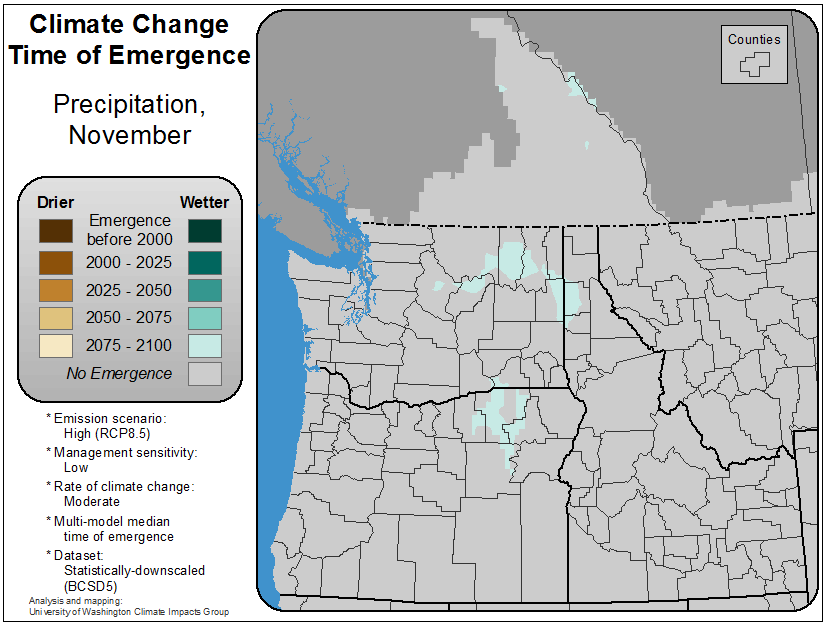 Climate Change
Time of Emergence
Precipitation,
November
Counties
Drier Wetter
Emergence
before 2000
2000 - 2025
2025 - 2050
2050 - 2075
2075 - 2100
No Emergence
* Emission scenario:
High (RCP8.5)
* Management sensitivity:
Low
* Rate of climate change:
Moderate
* Multi-model median
time of emergence
* Dataset:
Statistically-downscaled
(BCSD5)
Analysis and mapping:
University of Washington Climate Impacts Group